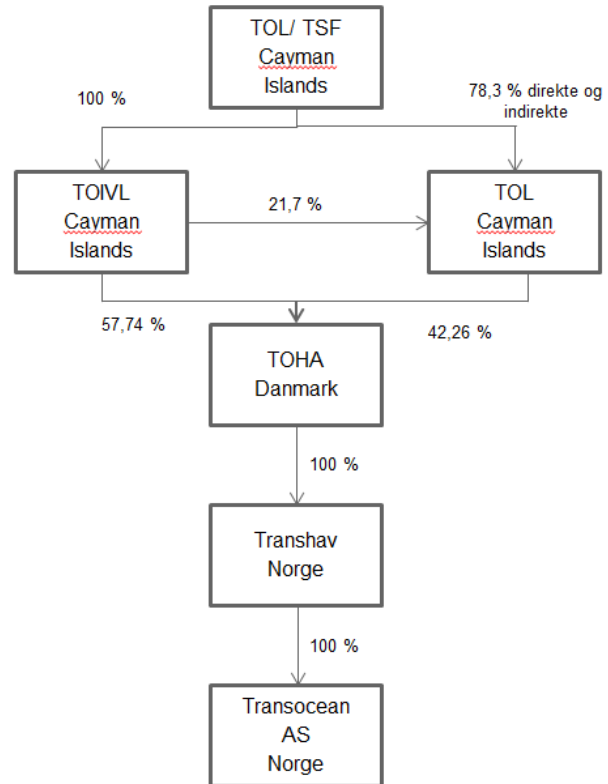 TOL/ TSF
Cayman
Islands
100 %
78,3 % direkte og
indirekte
TOIVL
Cayman
Islands
21,7 %
TOL
Cayman
Islands
57,74 %
42,26 %
TOHA
Danmark
100 %
Transhav
Norge
100 %
Transocean
AS
Norge